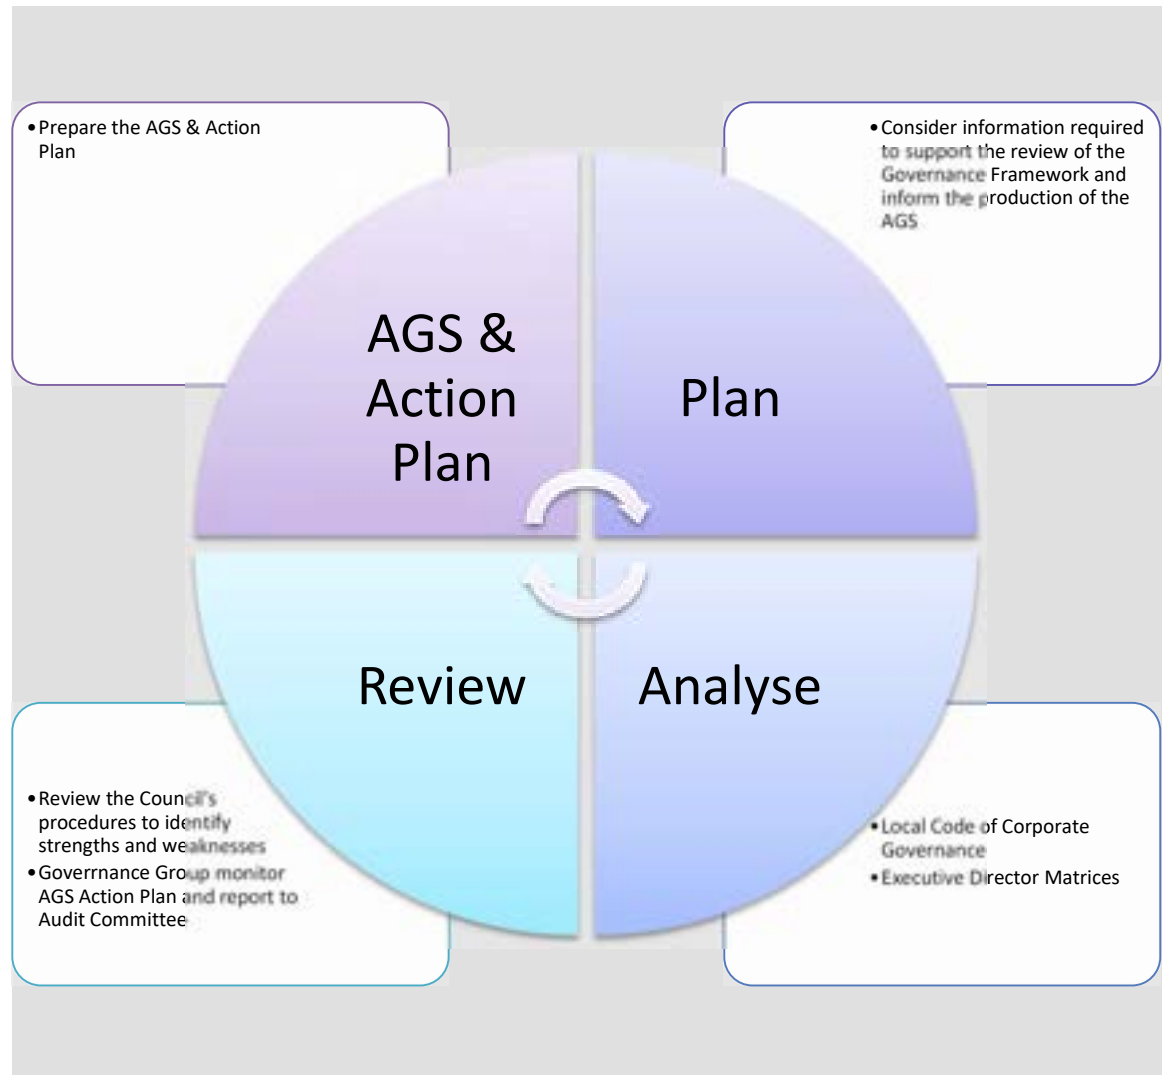 •Prepare the AGS & Action
Plan
•Consider information required
to support the review of the
Governance Framework and
inform the production of the
AGS
AGS &
Action
Plan
Plan
Review
Analyse
•Review the Council's
procedures to identify
strengths and weaknesses
•Goverrnance Group monitor
AGS Action Plan and report to
Audit Committee
•Local Code of Corporate
Governance
•Executive Director Matrices